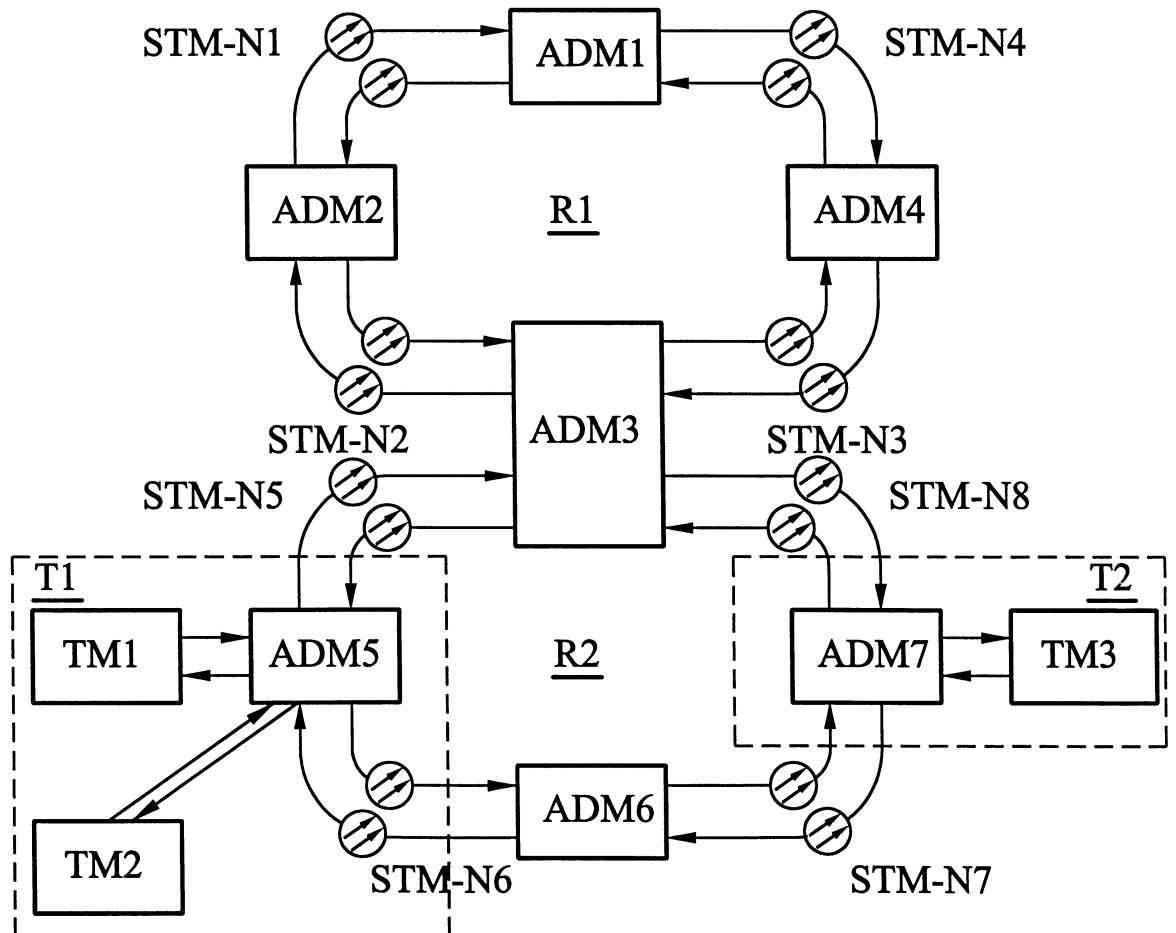 STM-N1
ADM1
STM-N4
ADM2
R1
ADM4
ADM3
STM-N2
STM-N3
STM-N5
STM-N8
T1
T2
TM1
ADM5
R2
ADM7
TM3
ADM6
TM2
STM-N6
STM-N7